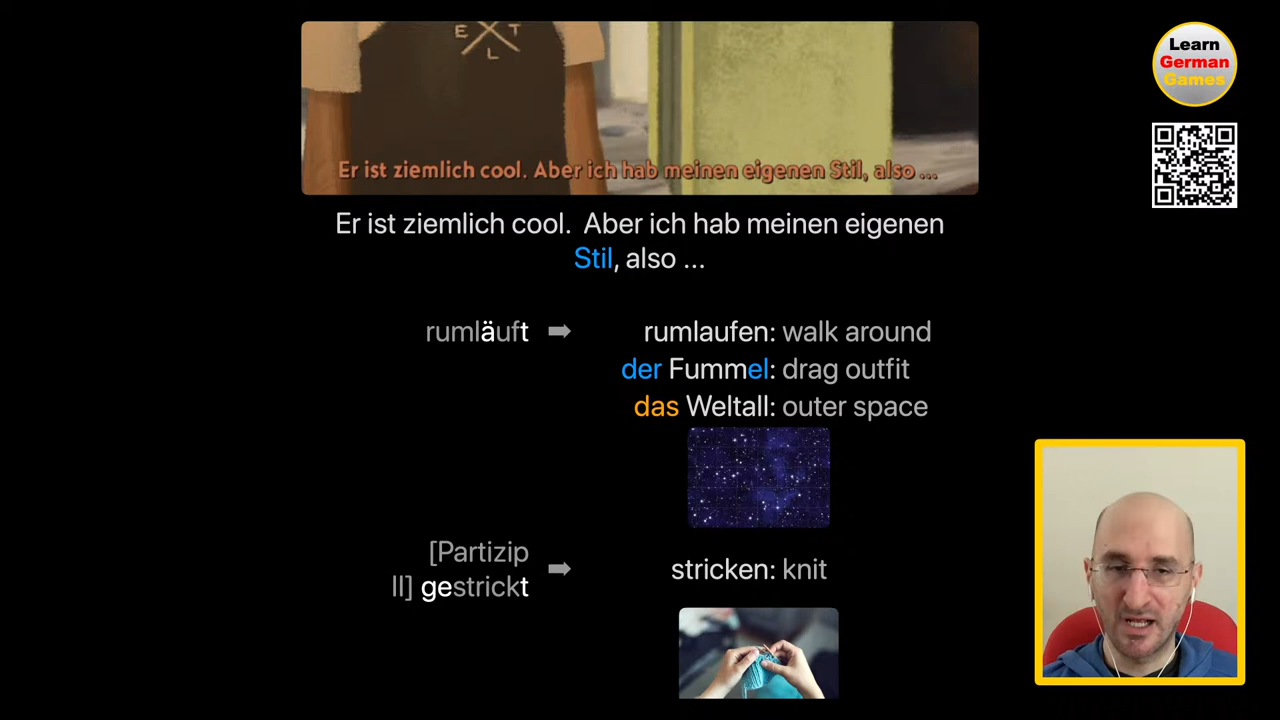 E T
L
Er ist ziemlich cool. Aber ich hab meinen eigenen Stil, also ...
Learn
German
Games
Er ist ziemlich cool.  Aber ich hab meinen eigenen
Stil, also ...
rumläuft ➡ rumlaufen: walk around
der Fummel: drag outfit
das Weltall: outer space
[Partizip
II] gestrickt ➡ stricken: knit